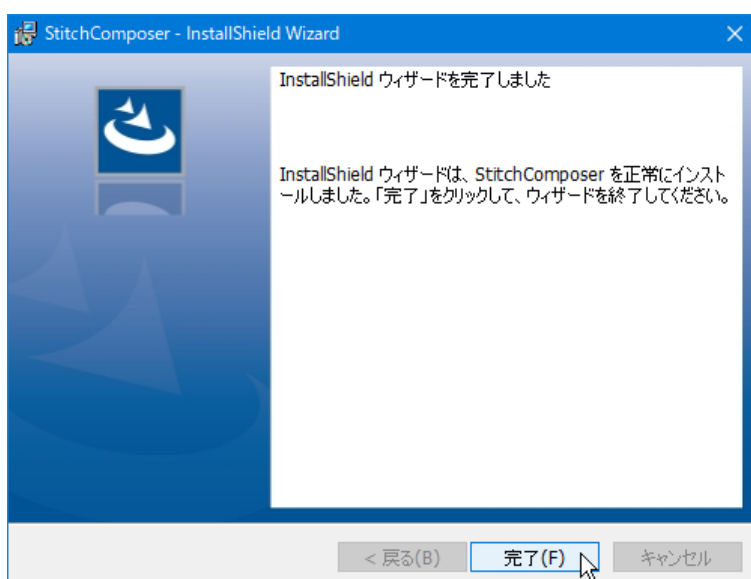 StitchComposer - InstallShield Wizard
InstallShield ウィザードを完了しました
InstallShield ウィザードは、StitchComposer を正常にインスト
ールしました。「完了」をクリックして、ウィザードを終了してください。
< 戻る(B) 完了(F) キャンセル